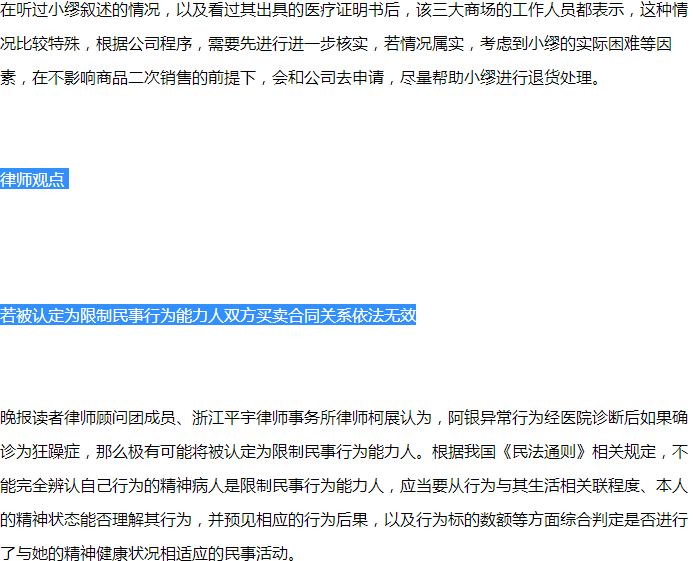 在听过小缪叙述的情况，以及看过其出具的医疗证明书后，该三大商场的工作人员都表示，这种情
况比较特殊，根据公司程序，需要先进行进一步核实，若情况属实，考虑到小缪的实际困难等因
素，在不影响商品二次销售的前提下，会和公司去申请，尽量帮助小缪进行退货处理。
律师观点
若被认定为限制民事行为能力人双方买卖合同关系依法无效
晚报读者律师顾问团成员、浙江平宇律师事务所律师柯展认为，阿银异常行为经医院诊断后如果确
诊为狂躁症，那么极有可能将被认定为限制民事行为能力人。根据我国《民法通则》相关规定，不
能完全辨认自己行为的精神病人是限制民事行为能力人，应当要从行为与其生活相关联程度、本人
的精神状态能否理解其行为，并预见相应的行为后果，以及行为标的数额等方面综合判定是否进行
了与她的精神健康状况相适应的民事活动。